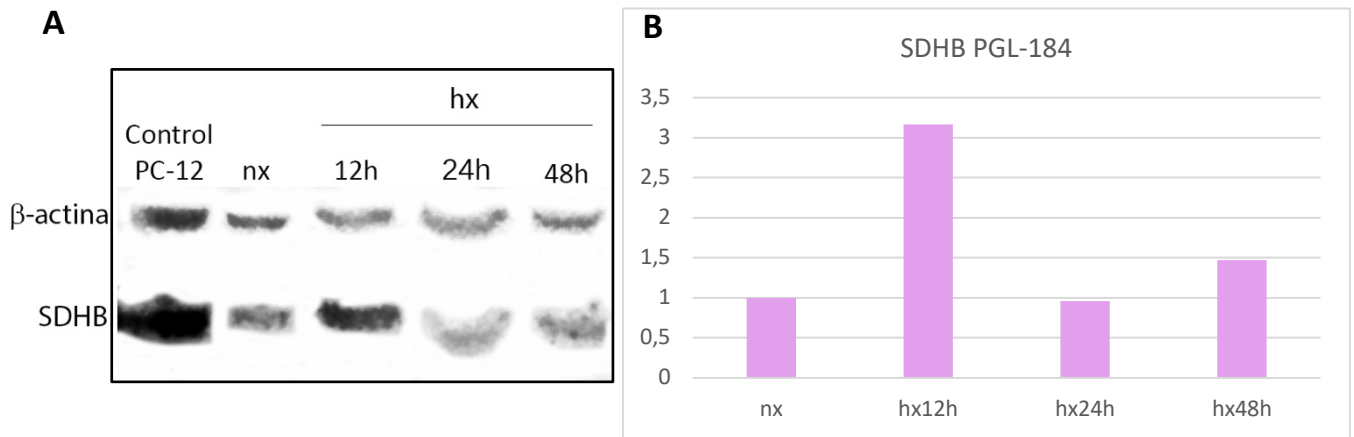 A
hx
Control
PC-12 nx 12h 24h 48h
β-actina
SDHB
B
SDHB PGL-184
3,5
3
2,5
2
1,5
1
0,5
0
nx hx12h hx24h hx48h